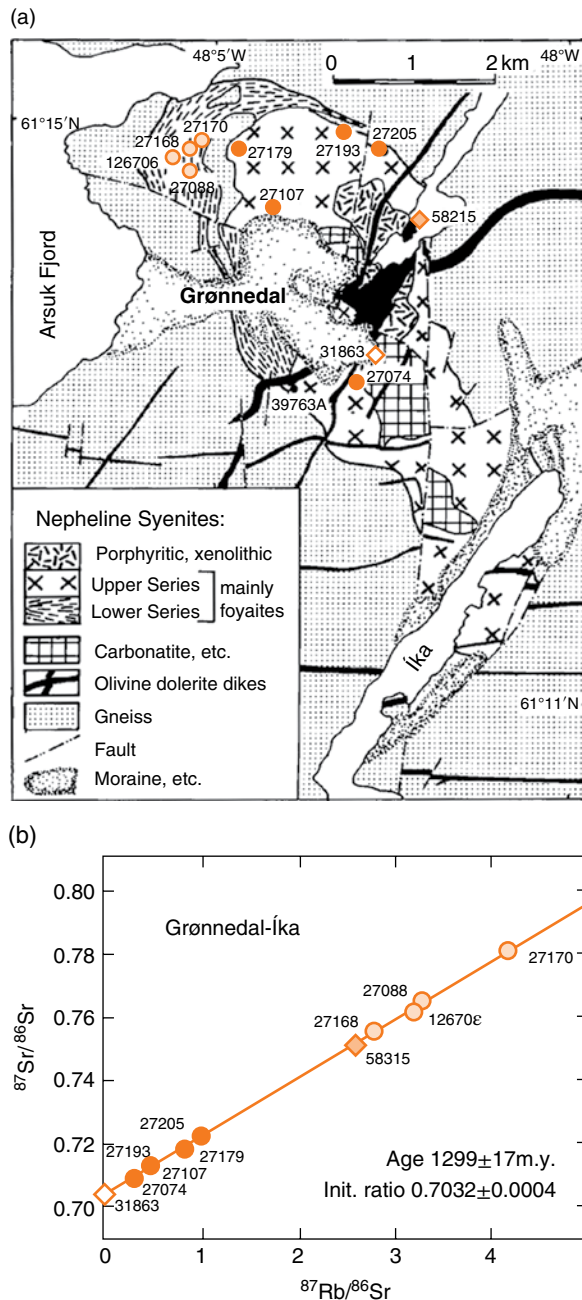 (a)
48°5′W
48°W
0
1
2 km
61°15′N
27170
27168
126706
27088
27179
27193
27205
27107
58215
Arsuk Fjord
Grønnedal
31863
27074
39763A
Nepheline Syenites:
Porphyritic, xenolithic
Upper Series
mainly
Lower Series
foyaites
Carbonatite, etc.
Olivine dolerite dikes
Gneiss
Fault
Moraine, etc.
Íka
61°11′N
(b)
0.80
0.78
0.76
0.74
0.72
0.70
⁸⁷Sr/⁸⁶Sr
Grønnedal-Íka
27170
27088
12670ε
27168
58315
27205
27193
27179
27107
27074
31863
Age 1299±17m.y.
Init. ratio 0.7032±0.0004
0
1
2
3
4
⁸⁷Rb/⁸⁶Sr